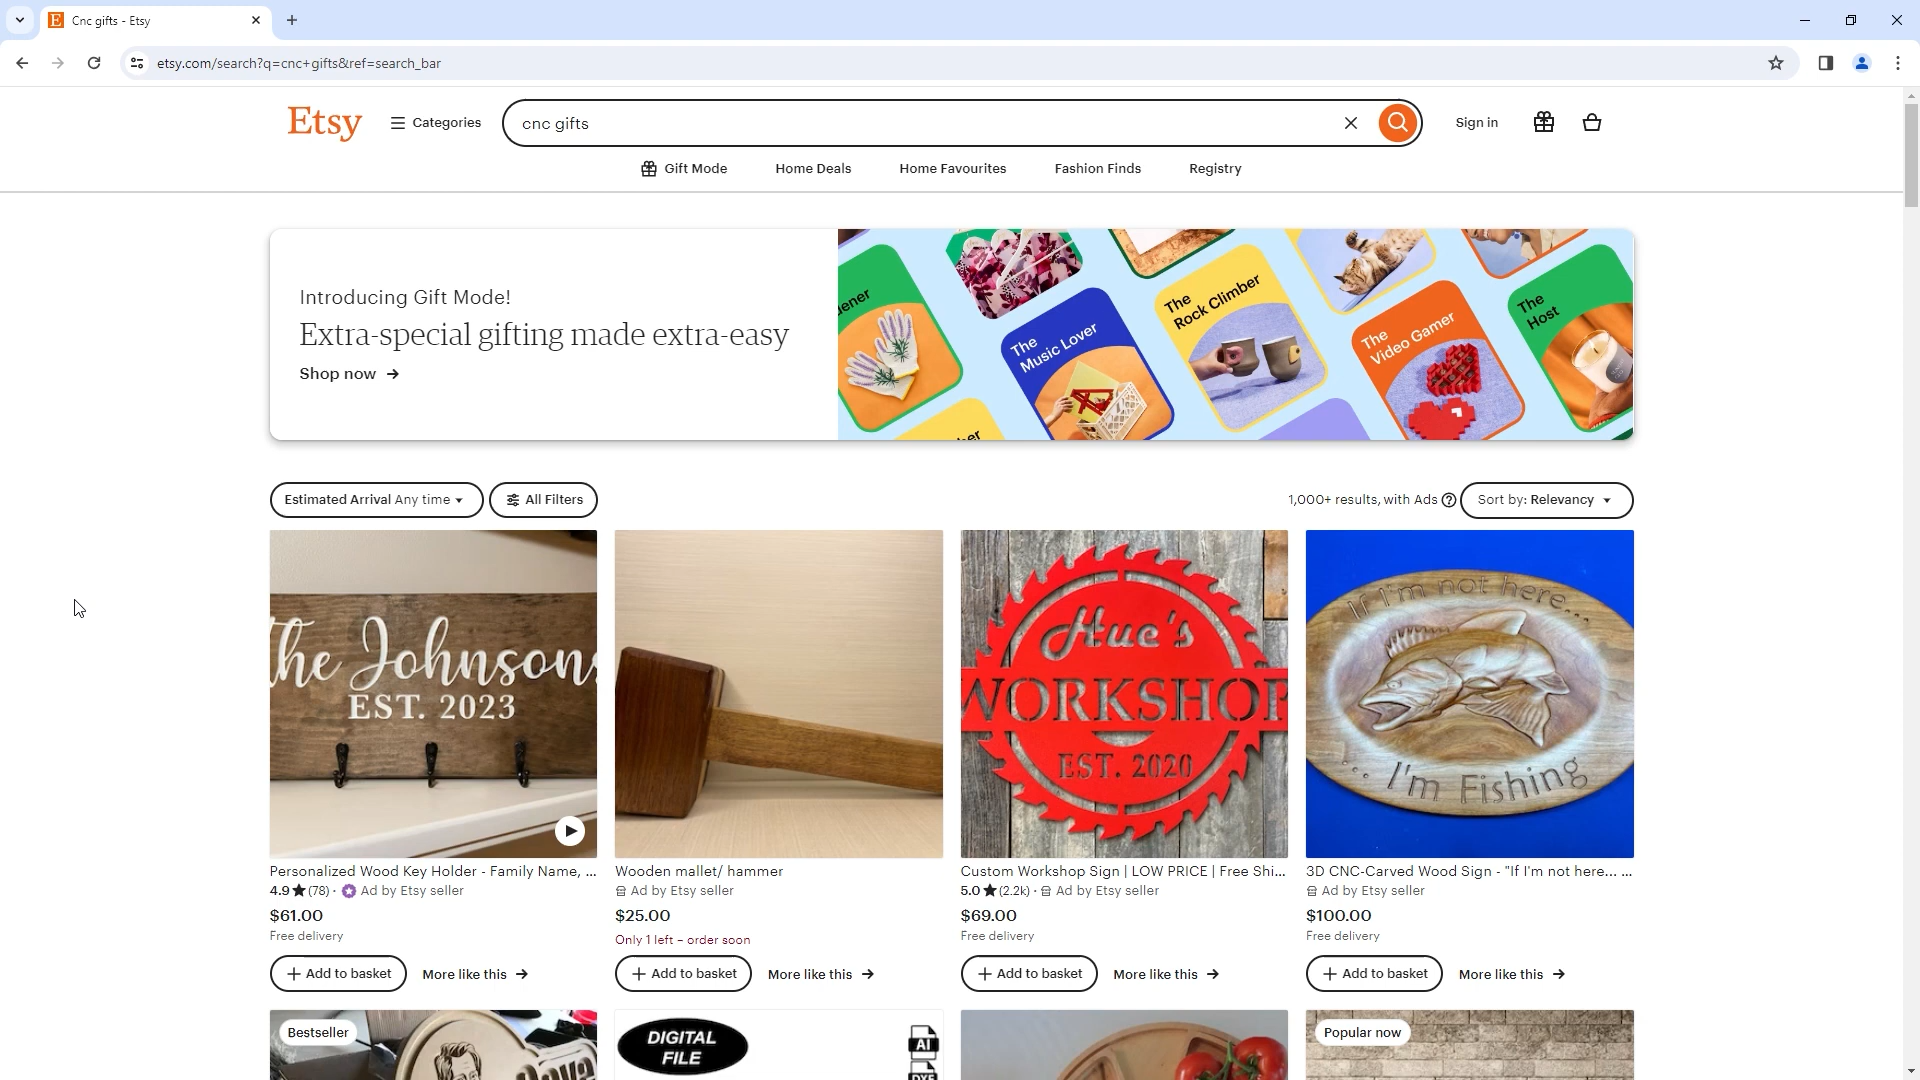 Cnc gifts - Etsy
etsy.com/search?q=cnc+gifts&ref=search_bar
Etsy
Categories
cnc gifts
Sign in
Gift Mode
Home Deals
Home Favourites
Fashion Finds
Registry
Introducing Gift Mode!
Extra-special gifting made extra-easy
Shop now
The
Music Lover
The
Rock Climber
The
Video Gamer
The
Host
Estimated Arrival Any time
All Filters
1,000+ results, with Ads
Sort by: Relevancy
the Johnsons
EST. 2023
Hue's
WORKSHOP
EST. 2020
If I'm not here...
... I'm Fishing
Personalized Wood Key Holder - Family Name, ...
4.9 (78) · Ad by Etsy seller
$61.00
Free delivery
Add to basket
More like this
Wooden mallet/ hammer
Ad by Etsy seller
$25.00
Only 1 left – order soon
Add to basket
More like this
Custom Workshop Sign | LOW PRICE | Free Shi...
5.0 (2.2k) · Ad by Etsy seller
$69.00
Free delivery
Add to basket
More like this
3D CNC-Carved Wood Sign - "If I'm not here... ...
Ad by Etsy seller
$100.00
Free delivery
Add to basket
More like this
Bestseller
DIGITAL
FILE
AI
Popular now